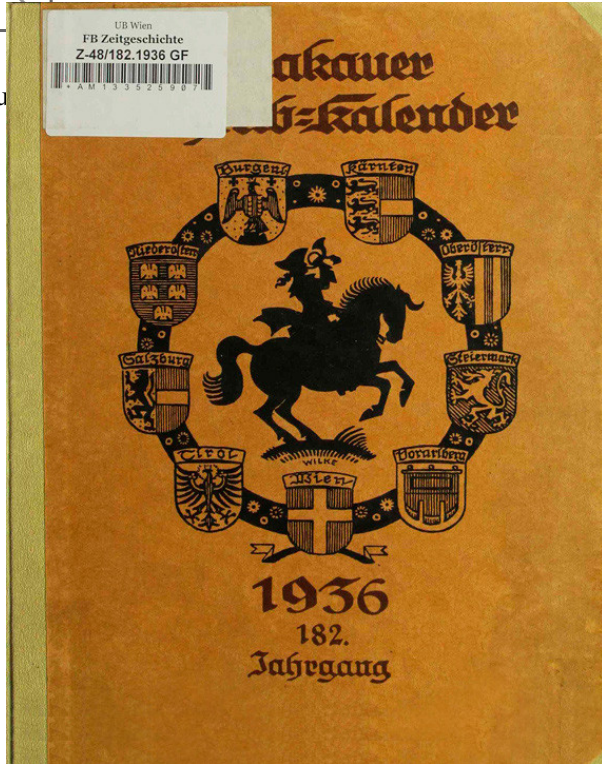 UB Wien
FB Zeitgeschichte
Z-48/182.1936 GF
*AM133525907*
akauer
=Kalender
Burgenl
Kärnten
Niederösterr
Oberösterr
Salzburg
Steiermark
Tirol
Vorarlberg
WILKE
Wien
1936
182.
Jahrgang